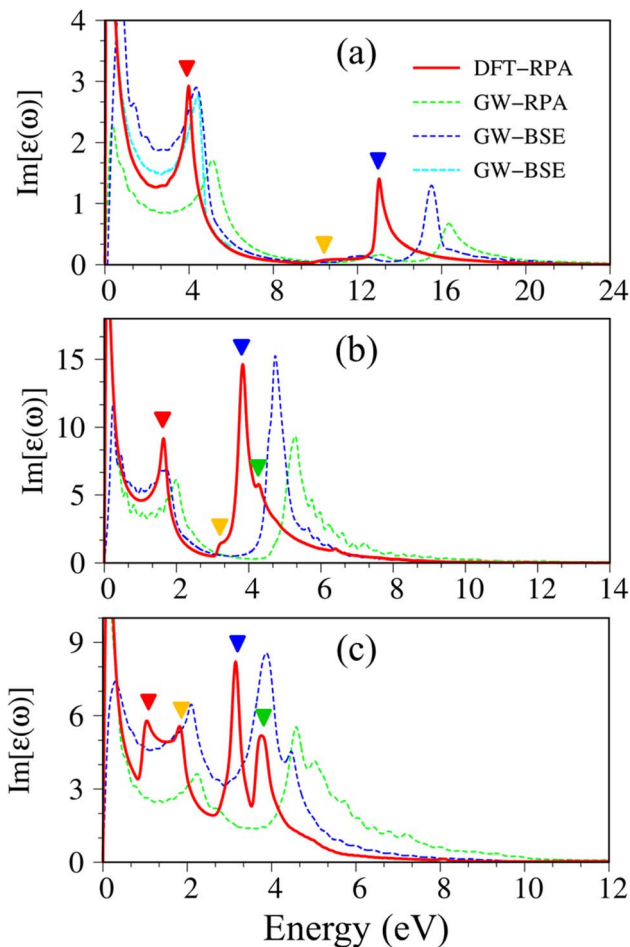 4
3
2
1
0
Im[ε(ω)]
(a)
DFT−RPA
GW−RPA
GW−BSE
GW−BSE
0 4 8 12 16 20 24
15
10
5
0
Im[ε(ω)]
(b)
0 2 4 6 8 10 12 14
9
6
3
0
Im[ε(ω)]
(c)
0 2 4 6 8 10 12
Energy (eV)